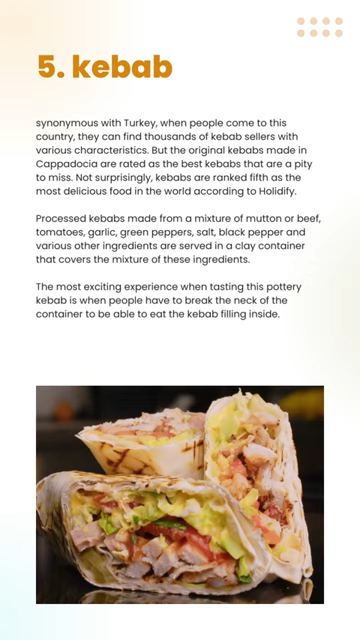 5. kebab
synonymous with Turkey, when people come to this
country, they can find thousands of kebab sellers with
various characteristics. But the original kebabs made in
Cappadocia are rated as the best kebabs that are a pity
to miss. Not surprisingly, kebabs are ranked fifth as the
most delicious food in the world according to Holidify.
Processed kebabs made from a mixture of mutton or beef,
tomatoes, garlic, green peppers, salt, black pepper and
various other ingredients are served in a clay container
that covers the mixture of these ingredients.
The most exciting experience when tasting this pottery
kebab is when people have to break the neck of the
container to be able to eat the kebab filling inside.